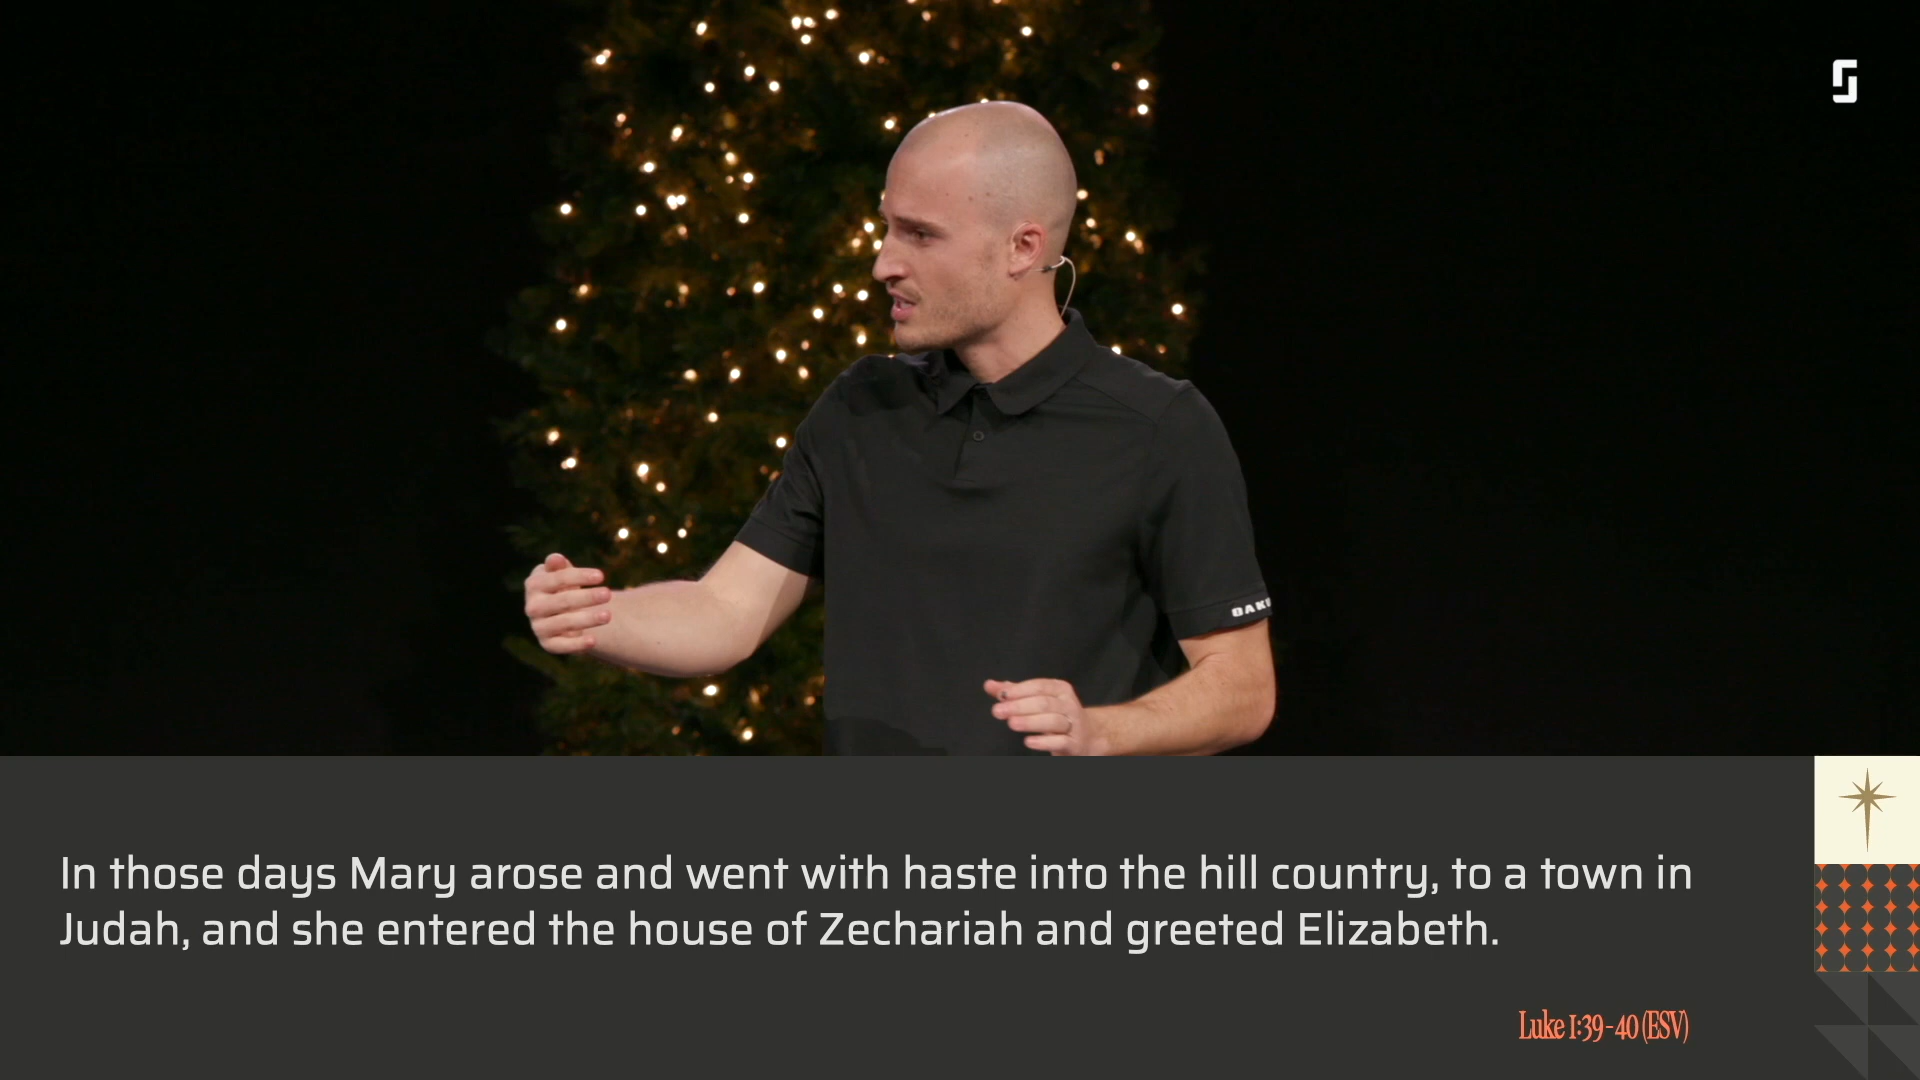 OAK
In those days Mary arose and went with haste into the hill country, to a town in
Judah, and she entered the house of Zechariah and greeted Elizabeth.
Luke 1:39-40 (ESV)